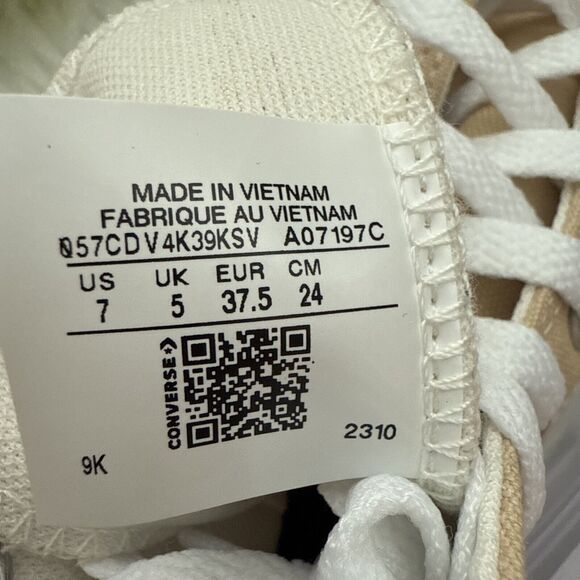 MADE IN VIETNAM
FABRIQUE AU VIETNAM
057CDV4K39KSV A07197C
US UK EUR CM
7 5 37.5 24
CONVERSE
2310
9K